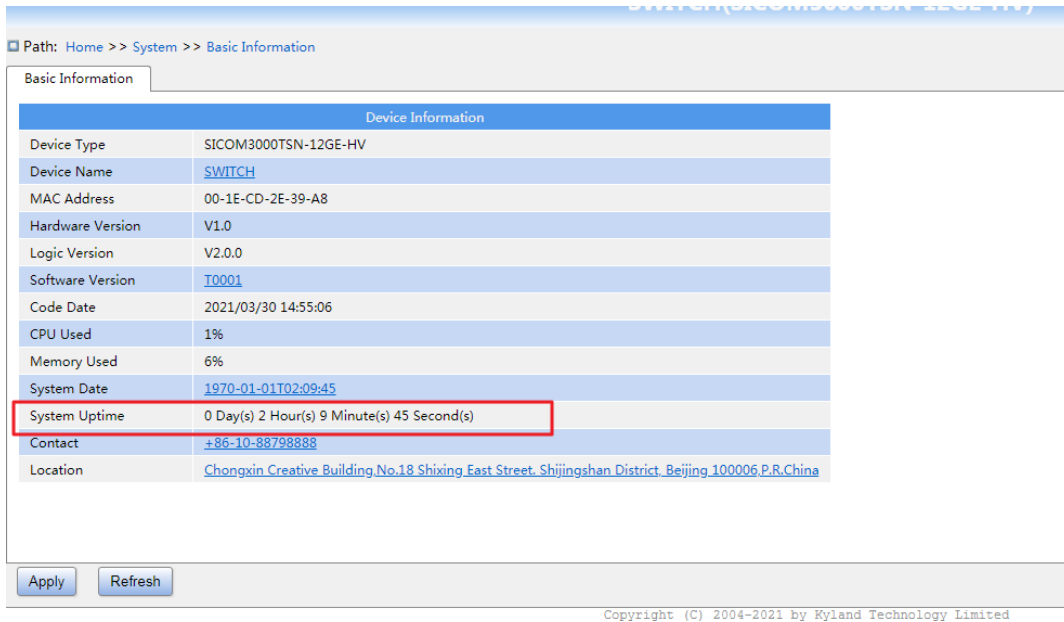 SWITCH(SICOM3000TSN-12GE-HV)
Path: Home >> System >> Basic Information
Basic Information
Device Information
Device Type SICOM3000TSN-12GE-HV
Device Name SWITCH
MAC Address 00-1E-CD-2E-39-A8
Hardware Version V1.0
Logic Version V2.0.0
Software Version T0001
Code Date 2021/03/30 14:55:06
CPU Used 1%
Memory Used 6%
System Date 1970-01-01T02:09:45
System Uptime 0 Day(s) 2 Hour(s) 9 Minute(s) 45 Second(s)
Contact +86-10-88798888
Location Chongxin Creative Building,No.18 Shixing East Street. Shijingshan District, Beijing 100006,P.R.China
Apply Refresh
Copyright (C) 2004-2021 by Kyland Technology Limited